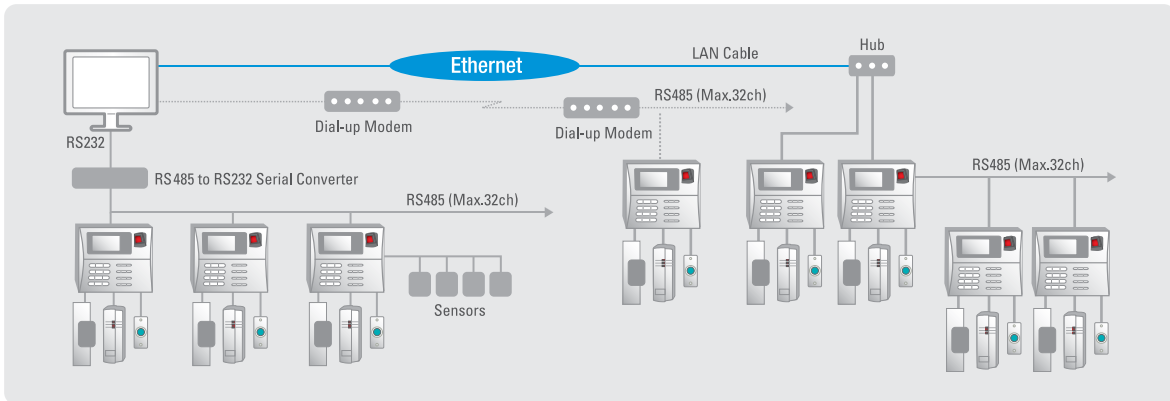 Hub
Ethernet
LAN Cable
RS485 (Max.32ch)
Dial-up Modem
Dial-up Modem
RS232
RS485 to RS232 Serial Converter
RS485 (Max.32ch)
RS485 (Max.32ch)
Sensors